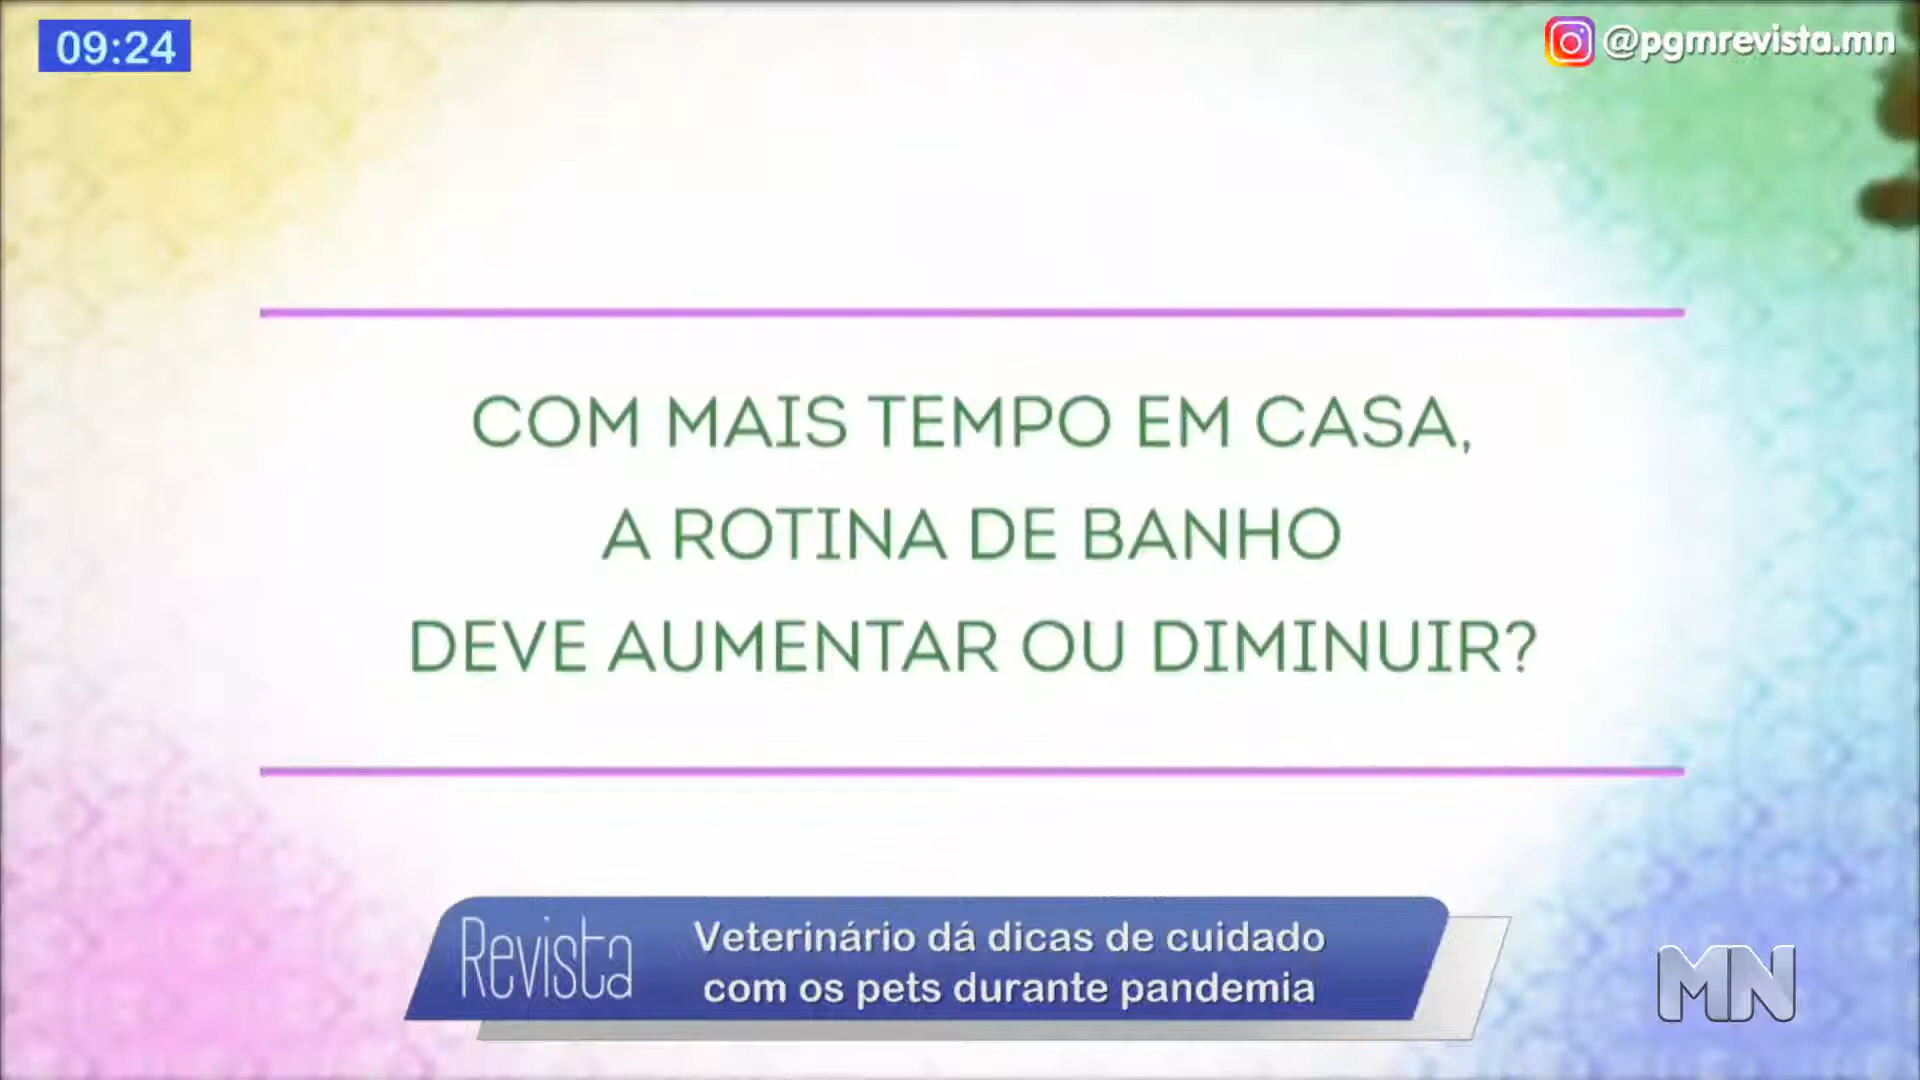 09:24
@pgmrevista.mn
COM MAIS TEMPO EM CASA,
A ROTINA DE BANHO
DEVE AUMENTAR OU DIMINUIR?
Revista
Veterinário dá dicas de cuidado
com os pets durante pandemia
MN